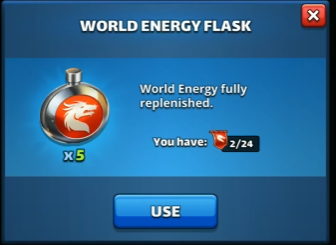 WORLD ENERGY FLASK
World Energy fully
replenished.
x5
You have: 2/24
USE